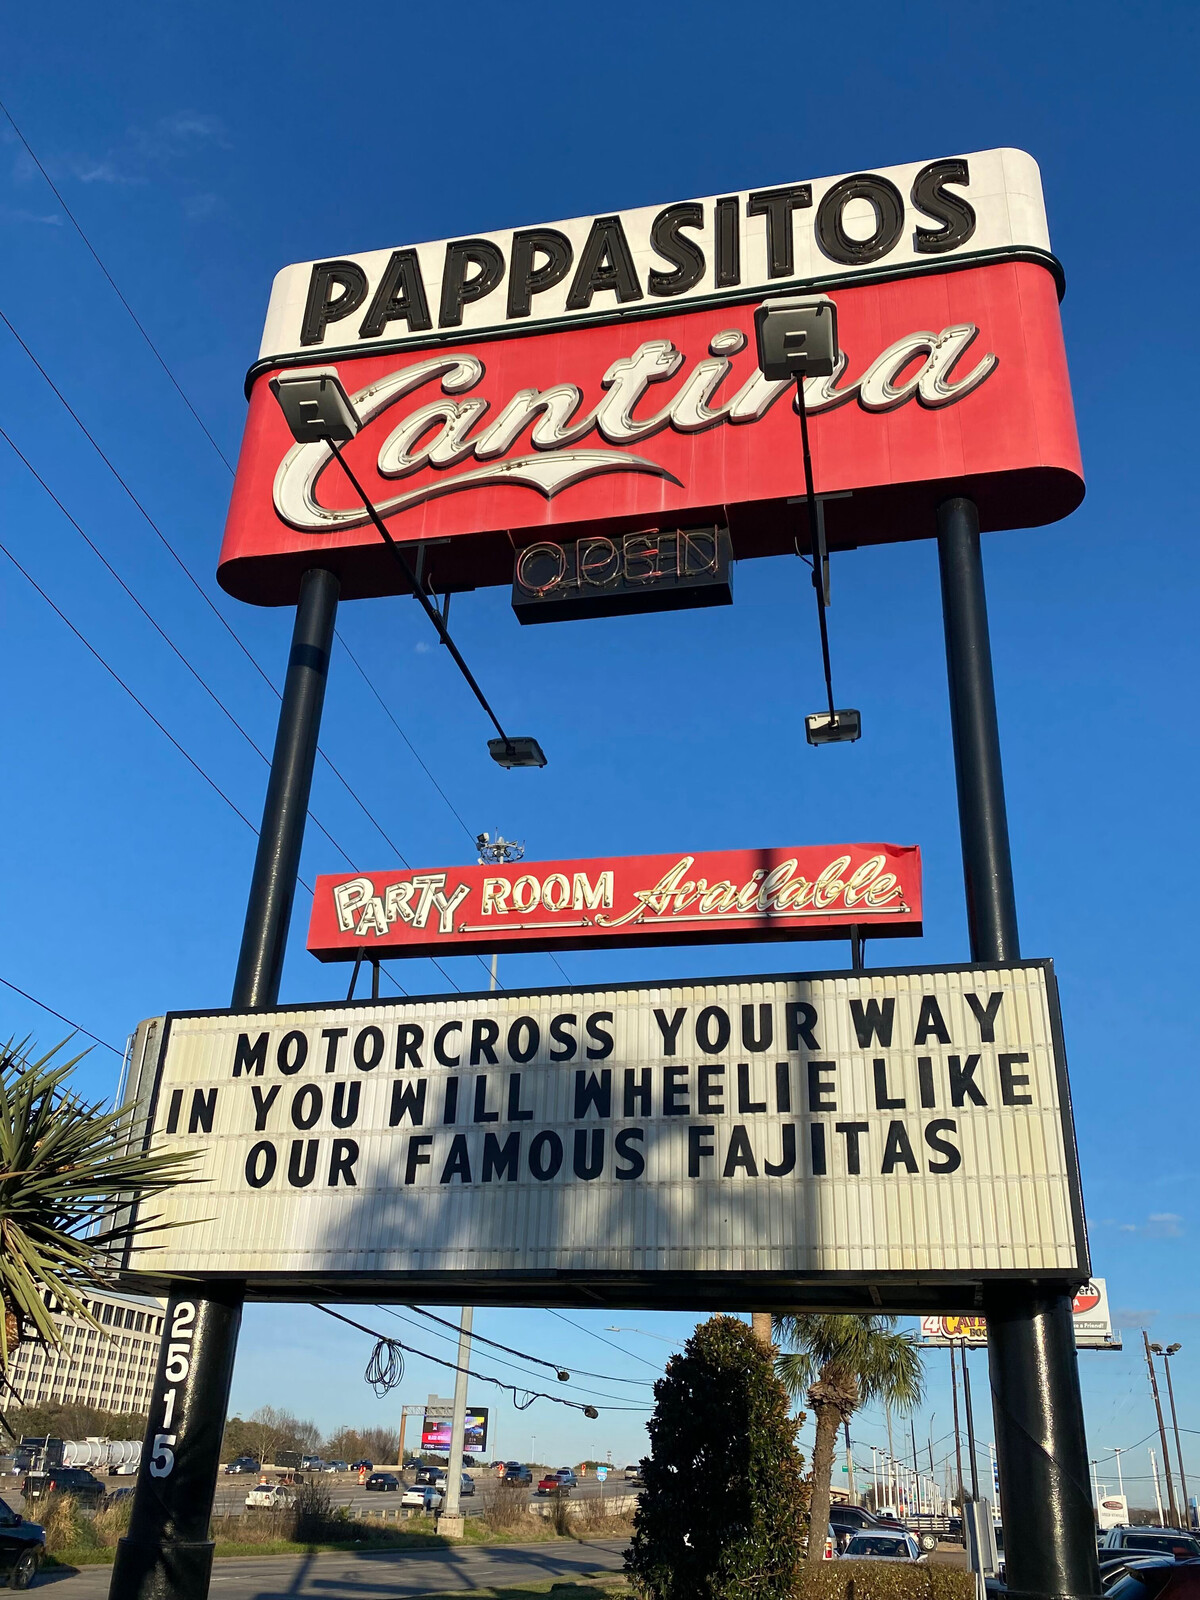 PAPPASITOS
Cantina
OPEN
PARTY ROOM Available
MOTORCROSS YOUR WAY
IN YOU WILL WHEELIE LIKE
OUR FAMOUS FAJITAS
2515